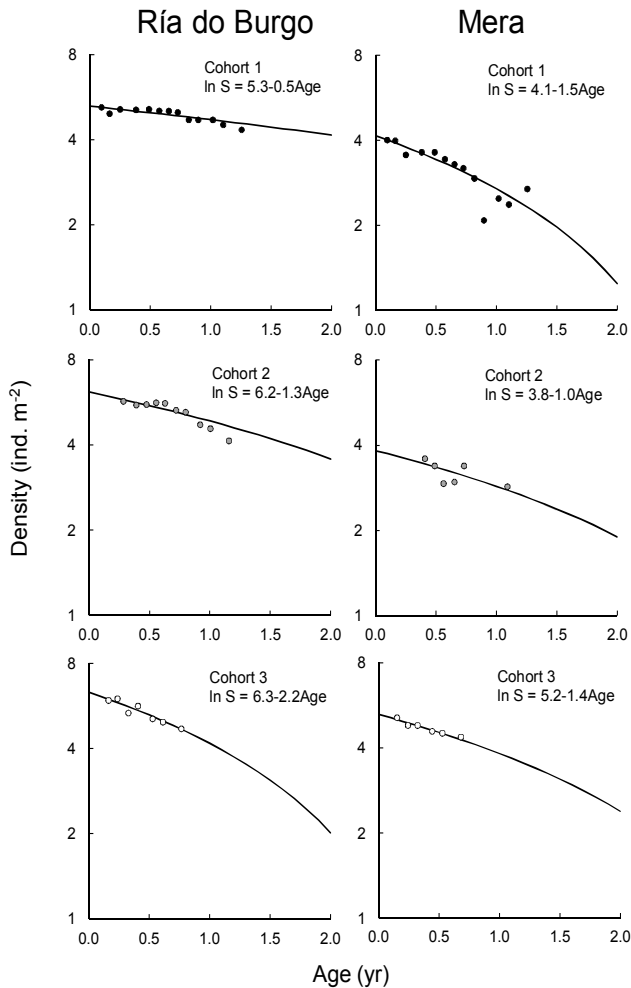 Ría do Burgo
Mera
8
4
2
1
0.0 0.5 1.0 1.5 2.0
Cohort 1
ln S = 5.3-0.5Age
8
4
2
1
0.0 0.5 1.0 1.5 2.0
Cohort 1
ln S = 4.1-1.5Age
Density (ind. m-2)
8
4
2
1
0.0 0.5 1.0 1.5 2.0
Cohort 2
ln S = 6.2-1.3Age
8
4
2
1
0.0 0.5 1.0 1.5 2.0
Cohort 2
ln S = 3.8-1.0Age
8
4
2
1
0.0 0.5 1.0 1.5 2.0
Cohort 3
ln S = 6.3-2.2Age
8
4
2
1
0.0 0.5 1.0 1.5 2.0
Cohort 3
ln S = 5.2-1.4Age
Age (yr)